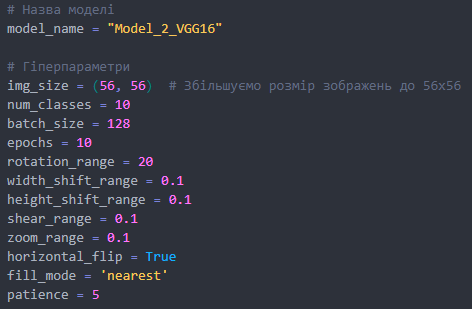 # Назва моделі
model_name = "Model_2_VGG16"
# Гіперпараметри
img_size = (56, 56)  # Збільшуємо розмір зображень до 56x56
num_classes = 10
batch_size = 128
epochs = 10
rotation_range = 20
width_shift_range = 0.1
height_shift_range = 0.1
shear_range = 0.1
zoom_range = 0.1
horizontal_flip = True
fill_mode = 'nearest'
patience = 5